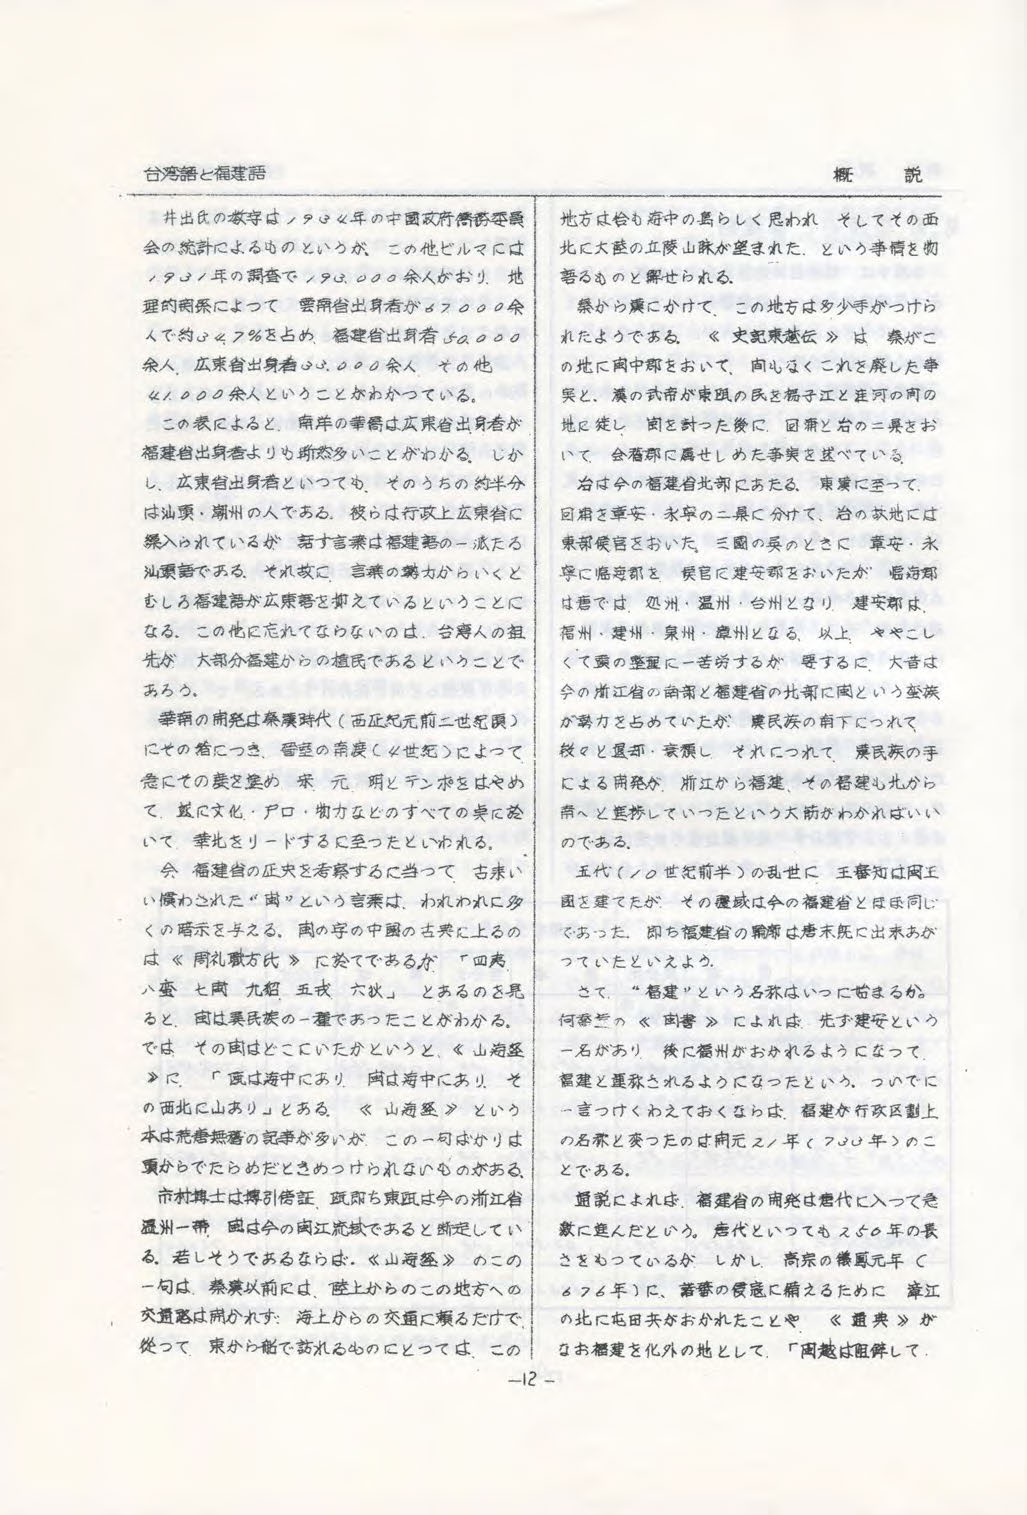 台湾語と福建語
概 説
井出氏の数字は1934年の中國政府僑務委員
会の統計によるものというが、この他ビルマには
1931年の調査で193.000余人がおり、地
理的関係によって 雲南省出身者が67000余
人で約34.7%を占め、福建省出身者50.000
余人、広東省出身者33.000余人、その他
41.000余人ということがわかつている。
この表によると、南洋の華僑は広東省出身者が
福建省出身者よりも断然多いことがわかる。しか
し、広東省出身者といつても、そのうちの約半分
は汕頭・潮州の人である。彼らは行政上広東省に
繰入られているが 話す言葉は福建語の一派たる
汕頭語である。それ故に、言葉の勢力からいくと
むしろ福建語が広東語を抑えているということに
なる。この他に忘れてならないのは、台湾人の祖
先が 大部分福建からの植民であるということで
あろう。
華南の開発は秦漢時代(西正紀元前二世紀頃)
にその緒につき、晋室の南渡(4世紀)によつて
急にその度を進め、宋 元 明とテンポをはやめ
て、遂に文化・戸口・物力などのすべての点に於
いて、華北をリードするに至つたといわれる。
今 福建省の正史を考察するに当つて 古来い
い慣わされた“閩”という言葉は、われわれに多
くの暗示を与える。閩の字の中國の古典に上るの
は《周礼職方氏》に於てであるが 「四夷、
八蛮 七閩 九貉 五戎 六狄」 とあるのを見
ると、閩は異民族の一種であつたことがわかる。
では その閩はどこにいたかというと、《山海経
》に 「甌は海中にあり 閩は海中にあり そ
の西北に山あり」とある。 《山海経》 という
本は荒唐無稽の記事が多いが この一句ばかりは
頭からでたらめだときめつけられないものがある。
市村博士は博引傍証 甌即ち東甌は今の浙江省
温州一帶 閩は今の閩江流域であると断定してい
る。若しそうであるならば、《山海経》 のこの
一句は、秦漢以前には、陸上からのこの地方への
交通路は開かれず、海上からの交通に頼るだけで、
従つて 東から船で訪れるものにとつては、この
地方は恰も海中の島らしく思われ そしてその西
北に大陸の丘陵山脉が望まれた、という事情を物
語るものと解せられる。
秦から漢にかけて、この地方は多少手がつけら
れたようである。 《史記東越伝》は 秦がこ
の地に閩中郡をおいて、間もなくこれを廃した事
実と、漢の武帝が東甌の民を楊子江と淮河の間の
地に徙し 閩を討った後に 回浦と冶の二県をお
いて 会稽郡に属せしめた事実を述べている。
冶は今の福建省北部にあたる。東漢に至って、
回浦を章安・永寧の二県に分けて、冶の故地には
東部候官をおいた。三國の呉のときに 章安・永
寧に臨海郡を 候官に建安郡をおいたが 臨海郡
は唐では 処州・温州・台州となり 建安郡は、
福州・建州・泉州・漳州となる。以上 ややこし
くて頭の整理に一苦労するが 要するに 大昔は
今の浙江省の南部と福建省の北部に閩という蛮族
が勢力を占めていたが 漢民族の南下につれて
段々と退却・衰頽し それにつれて 漢民族の手
による開発が 浙江から福建、その福建も北から
南へと進捗していつたという大筋がわかればいい
のである。
五代(10世紀前半)の乱世に 王審知は閩王
国を建てたが その疆域は今の福建省とほぼ同じ
であった。即ち福建省の輪廓は唐末既に出来あが
つていたといえよう。
さて “福建”という名称はいつに始まるか。
何喬远の《閩書》によれば 先ず建安という
一名があり 後に福州がおかれるようになって
福建と連称されるようになつたという。ついでに
一言つけくわえておくならば、福建が行政区劃上
の名称と変つたのは開元21年(733年)のこ
とである。
通説によれば、福建省の開発は唐代に入つて急
激に進んだという。唐代といつても250年の長
さをもつているが しかし 高宗の儀鳳元年(
676年)に、諸蕃の侵寇に備えるために 漳江
の北に屯田兵がおかれたことや 《通典》が
なお福建を化外の地として、「閩越は阻僻して、
—12—